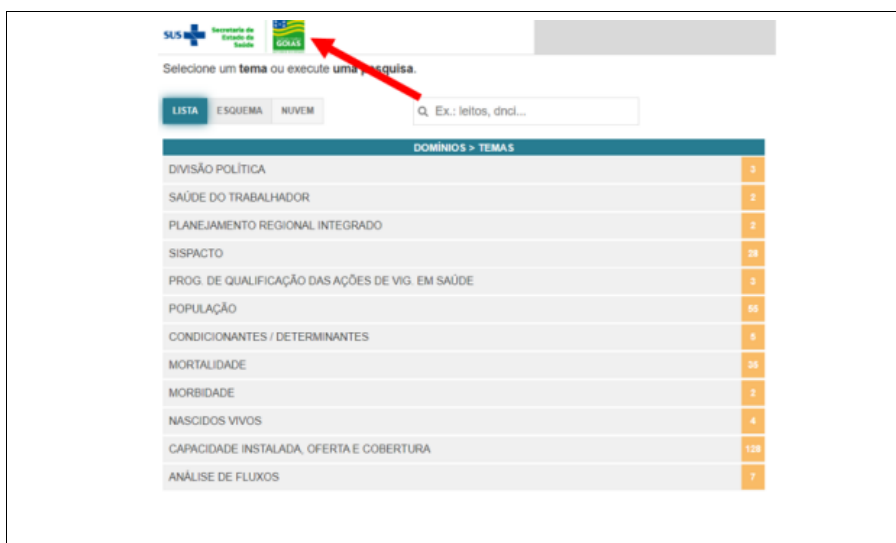 SUS
Secretaria de
Estado da
Saúde
GOIÁS
Selecione um tema ou execute uma pesquisa.
LISTA ESQUEMA NUVEM
Ex.: leitos, dnci...
DOMÍNIOS > TEMAS
DIVISÃO POLÍTICA 3
SAÚDE DO TRABALHADOR 2
PLANEJAMENTO REGIONAL INTEGRADO 2
SISPACTO 28
PROG. DE QUALIFICAÇÃO DAS AÇÕES DE VIG. EM SAÚDE 3
POPULAÇÃO 55
CONDICIONANTES / DETERMINANTES 5
MORTALIDADE 35
MORBIDADE 2
NASCIDOS VIVOS 4
CAPACIDADE INSTALADA, OFERTA E COBERTURA 128
ANÁLISE DE FLUXOS 7